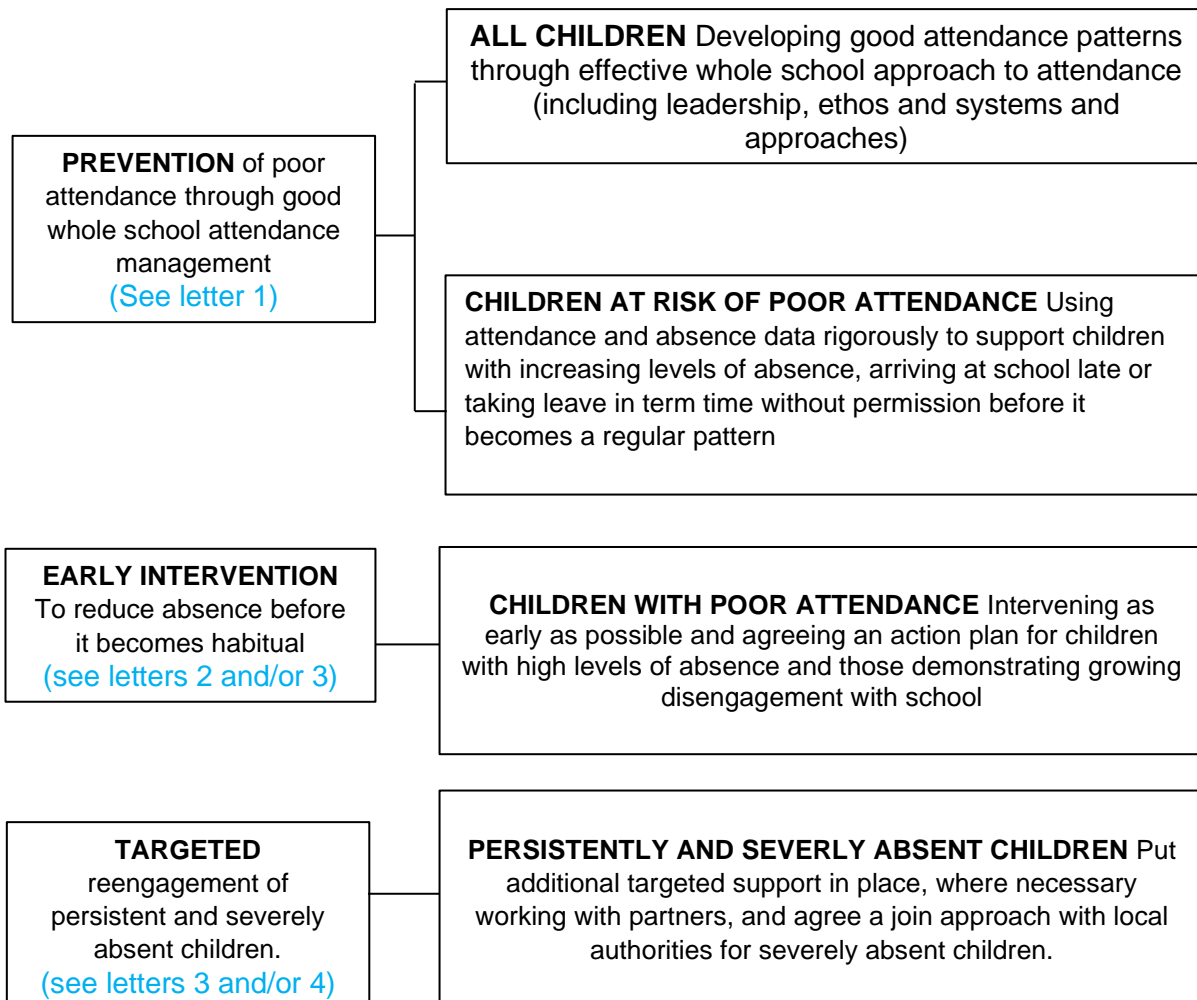 ALL CHILDREN Developing good attendance patterns
through effective whole school approach to attendance
(including leadership, ethos and systems and
approaches)
PREVENTION of poor
attendance through good
whole school attendance
management
(See letter 1)
CHILDREN AT RISK OF POOR ATTENDANCE Using
attendance and absence data rigorously to support children
with increasing levels of absence, arriving at school late or
taking leave in term time without permission before it
becomes a regular pattern
EARLY INTERVENTION
To reduce absence before
it becomes habitual
(see letters 2 and/or 3)
CHILDREN WITH POOR ATTENDANCE Intervening as
early as possible and agreeing an action plan for children
with high levels of absence and those demonstrating growing
disengagement with school
TARGETED
reengagement of
persistent and severely
absent children.
(see letters 3 and/or 4)
PERSISTENTLY AND SEVERLY ABSENT CHILDREN Put
additional targeted support in place, where necessary
working with partners, and agree a join approach with local
authorities for severely absent children.